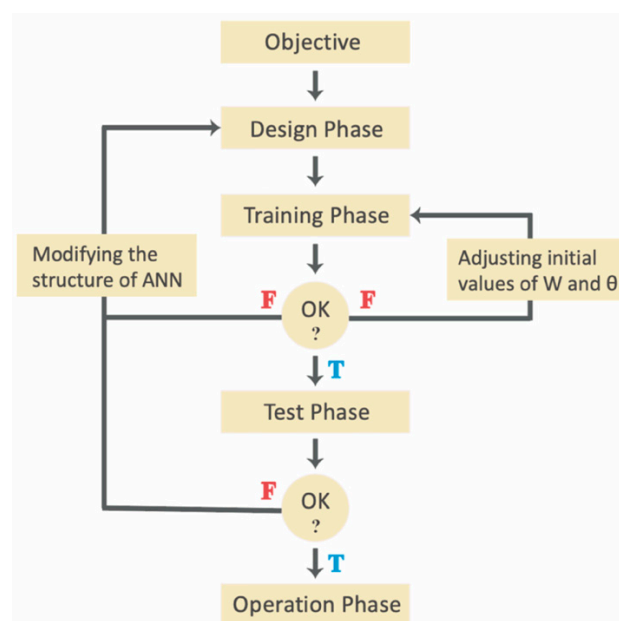 Objective
Design Phase
Training Phase
Modifying the
structure of ANN
Adjusting initial
values of W and θ
F
OK
?
F
T
Test Phase
F
OK
?
T
Operation Phase